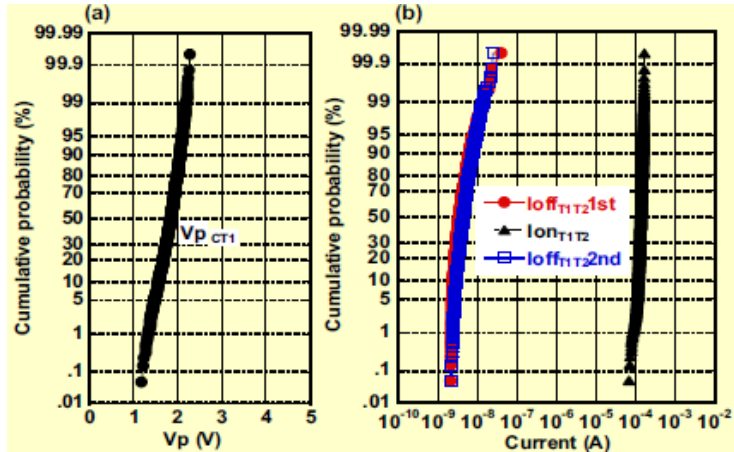 (a)
Cumulative probability (%)
99.99
99.9
99
95
90
80
70
50
30
20
10
5
1
.1
.01
Vp CT1
0 1 2 3 4 5
Vp (V)
(b)
Cumulative probability (%)
99.99
99.9
99
95
90
80
70
50
30
20
10
5
1
.1
.01
Ioff T1T2 1st
Ion T1T2
Ioff T1T2 2nd
10-10 10-9 10-8 10-7 10-6 10-5 10-4 10-3 10-2
Current (A)